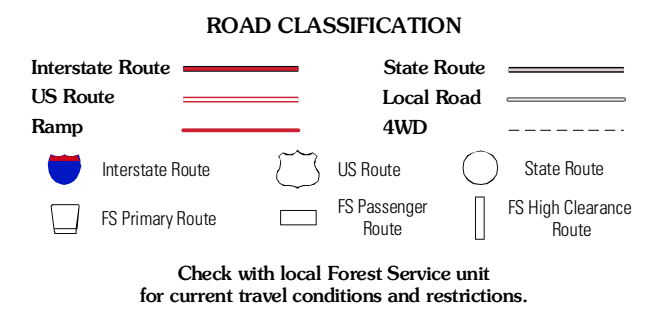 ROAD CLASSIFICATION
Interstate Route
State Route
US Route
Local Road
Ramp
4WD
Interstate Route
US Route
State Route
FS Primary Route
FS Passenger
Route
FS High Clearance
Route
Check with local Forest Service unit
for current travel conditions and restrictions.